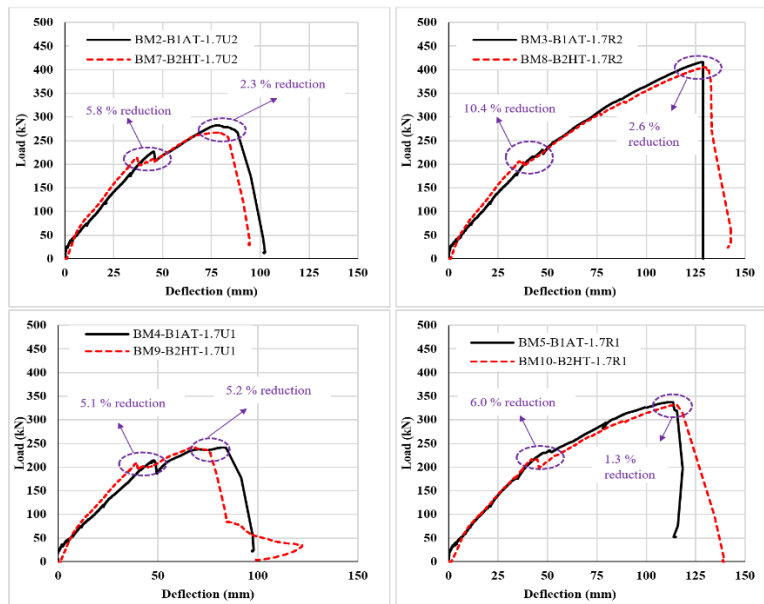 500
450
400
350
300
250
200
150
100
50
0
Load (kN)
BM2-B1AT-1.7U2
BM7-B2HT-1.7U2
2.3 % reduction
5.8 % reduction
0 25 50 75 100 125 150
Deflection (mm)
500
450
400
350
300
250
200
150
100
50
0
Load (kN)
BM3-B1AT-1.7R2
BM8-B2HT-1.7R2
10.4 % reduction
2.6 %
reduction
0 25 50 75 100 125 150
Deflection (mm)
500
450
400
350
300
250
200
150
100
50
0
Load (kN)
BM4-B1AT-1.7U1
BM9-B2HT-1.7U1
5.2 % reduction
5.1 % reduction
0 50 100 150
Deflection (mm)
500
450
400
350
300
250
200
150
100
50
0
Load (kN)
BM5-B1AT-1.7R1
BM10-B2HT-1.7R1
6.0 % reduction
1.3 %
reduction
0 25 50 75 100 125 150
Deflection (mm)